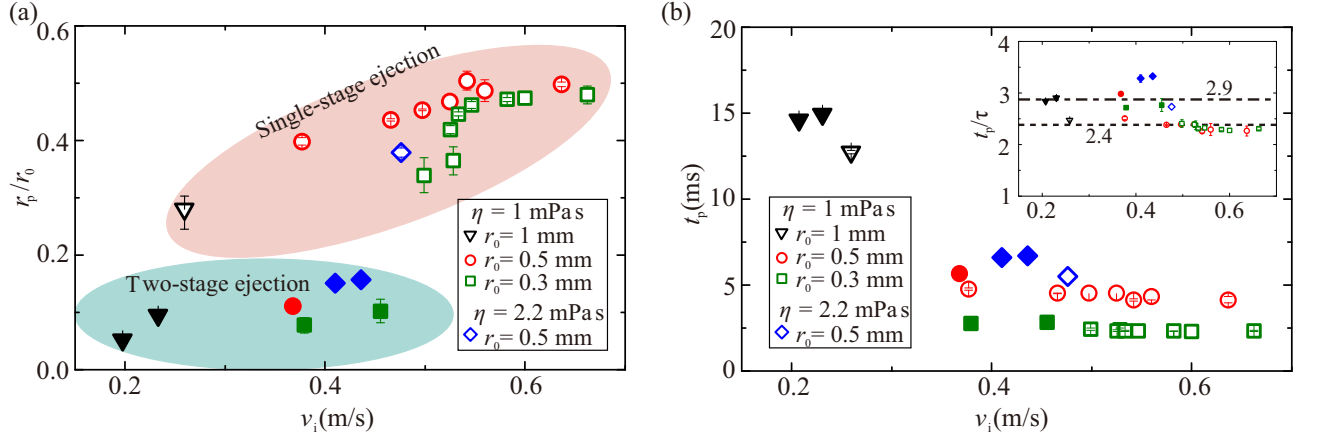 (a)
0.6
0.4
0.2
0.0
r_p/r_0
Single-stage ejection
Two-stage ejection
η = 1 mPas
r_0= 1 mm
r_0= 0.5 mm
r_0= 0.3 mm
η = 2.2 mPas
r_0= 0.5 mm
0.2 0.4 0.6
v_i(m/s)
(b)
20
15
10
5
0
t_p(ms)
η = 1 mPas
r_0= 1 mm
r_0= 0.5 mm
r_0= 0.3 mm
η = 2.2 mPas
r_0= 0.5 mm
0.2 0.4 0.6
v_i(m/s)
4
3
2
1
t_p/τ
2.9
2.4
0.2 0.4 0.6